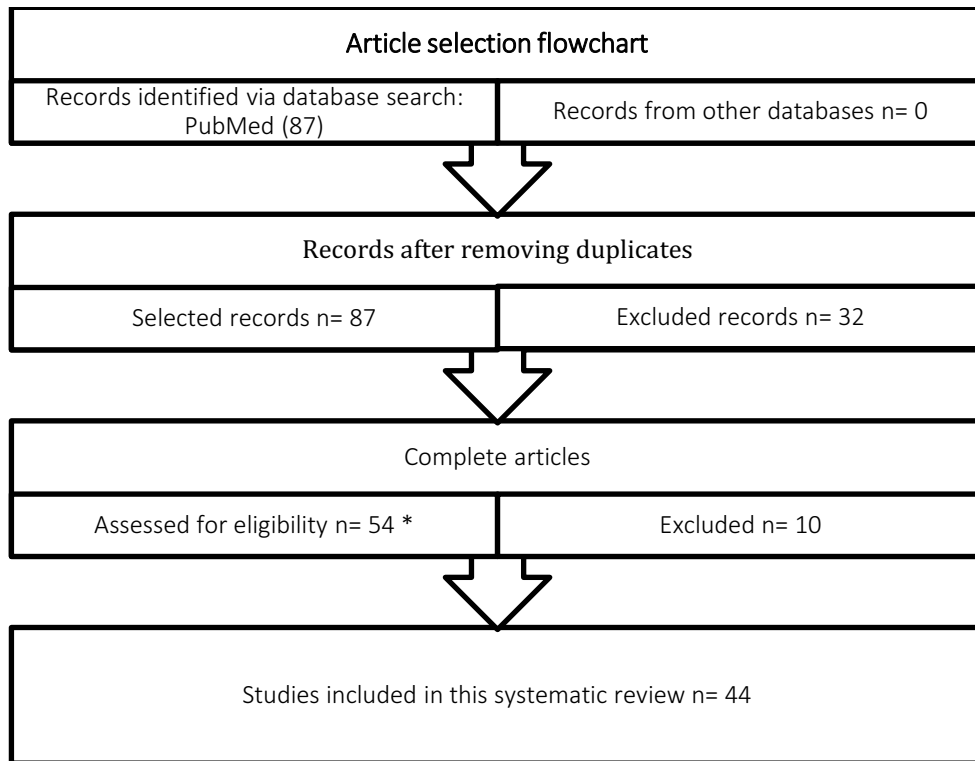 Article selection flowchart
Records identified via database search:
PubMed (87)
Records from other databases n= 0
Records after removing duplicates
Selected records n= 87
Excluded records n= 32
Complete articles
Assessed for eligibility n= 54 *
Excluded n= 10
Studies included in this systematic review n= 44